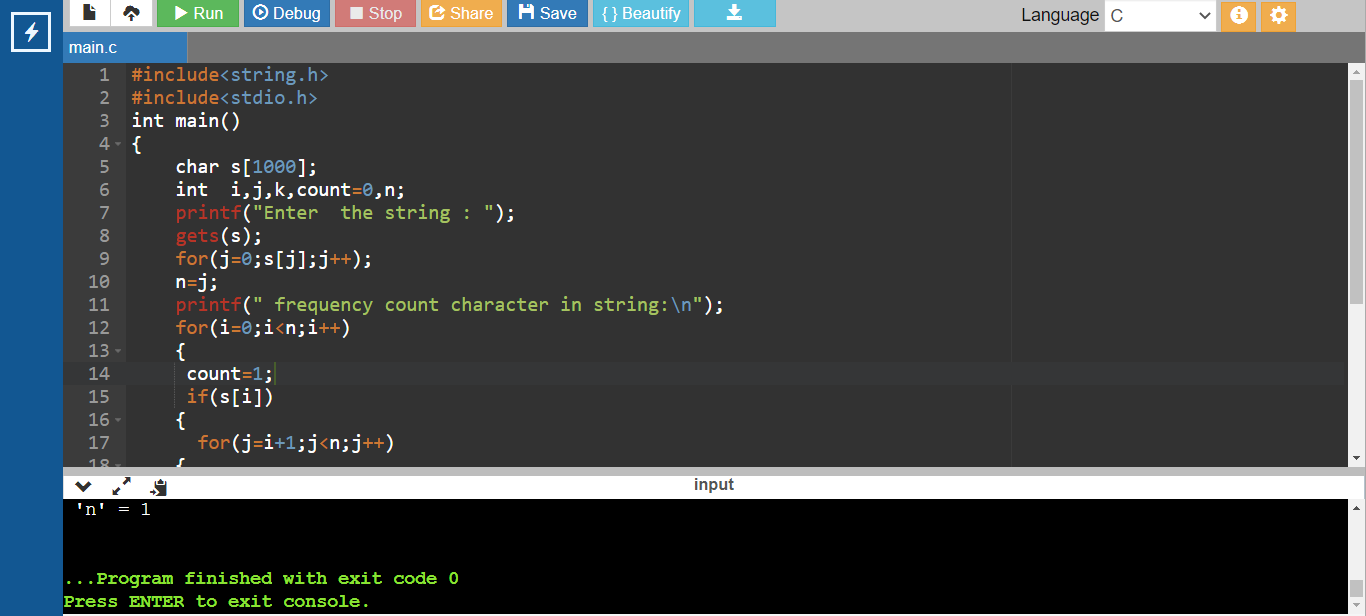 Run Debug Stop Share Save { } Beautify Language C
main.c
1 #include<string.h>
2 #include<stdio.h>
3 int main()
4 {
5 char s[1000];
6 int  i,j,k,count=0,n;
7 printf("Enter  the string : ");
8 gets(s);
9 for(j=0;s[j];j++);
10 n=j;
11 printf(" frequency count character in string:\n");
12 for(i=0;i<n;i++)
13 {
14 count=1;
15 if(s[i])
16 {
17 for(j=i+1;j<n;j++)
18 {
input
'n' = 1
...Program finished with exit code 0
Press ENTER to exit console.